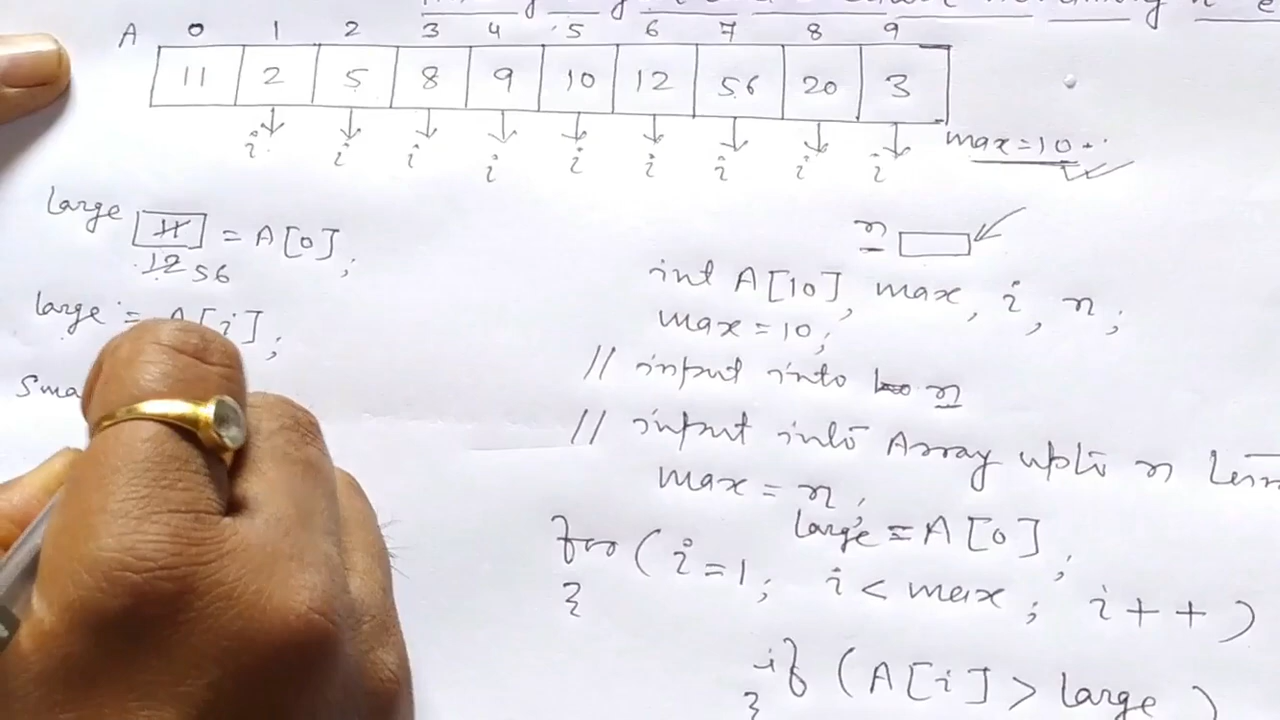 A 0 1 2 3 4 5 6 7 8 9
11 2 5 8 9 10 12 56 20 3
i i i i i i i i i
max = 10
large 11 = A[0];
12 56
large = A[i];
Sma
n
int A[10], max, i, n;
max = 10;
// input into n
// input into Array upto n
max = n;
large = A[0];
for (i=1; i < max; i++)
{
if (A[i] > large)
{